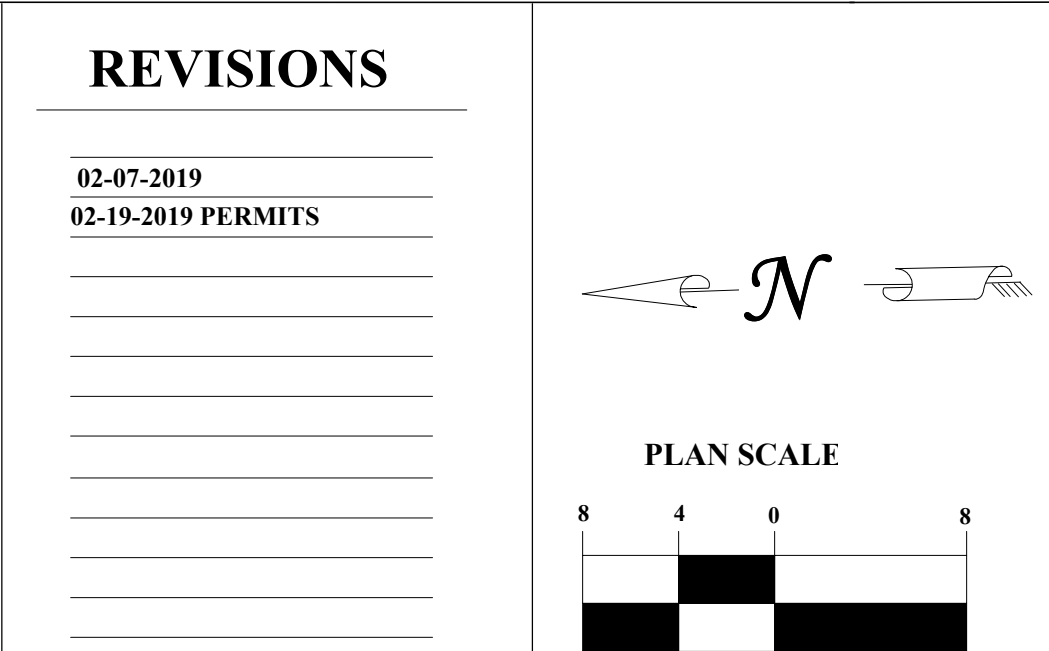 REVISIONS
02-07-2019
02-19-2019 PERMITS
N
PLAN SCALE
8 4 0 8